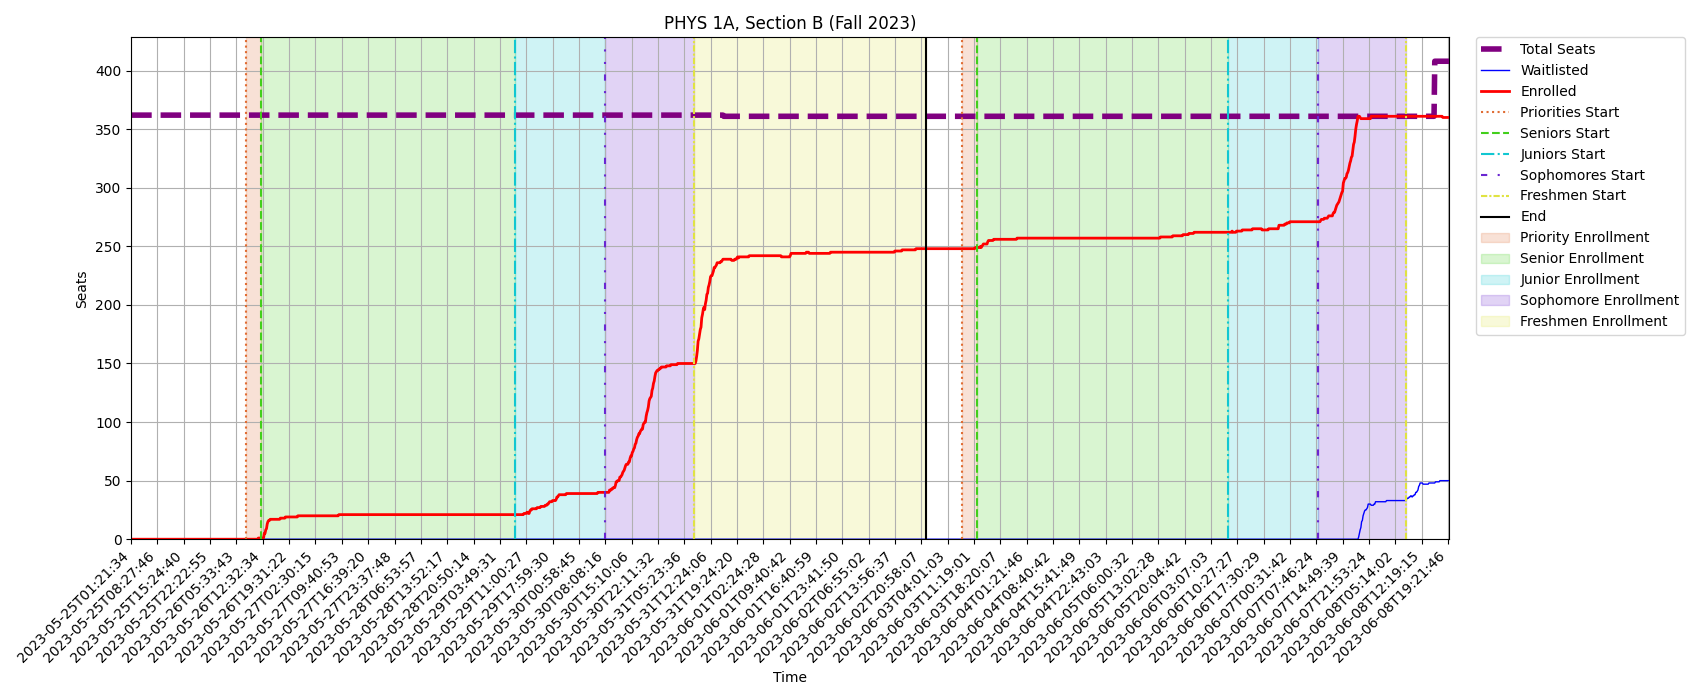 PHYS 1A, Section B (Fall 2023)
Seats
400
350
300
250
200
150
100
50
0
2023-05-25T01:21:34
2023-05-25T08:27:46
2023-05-25T15:24:40
2023-05-25T22:22:55
2023-05-26T05:33:43
2023-05-26T12:32:34
2023-05-26T19:31:22
2023-05-27T02:30:15
2023-05-27T09:40:53
2023-05-27T16:39:20
2023-05-27T23:37:48
2023-05-28T06:53:57
2023-05-28T13:52:17
2023-05-28T20:50:14
2023-05-29T03:49:31
2023-05-29T11:00:27
2023-05-29T17:59:30
2023-05-30T00:58:45
2023-05-30T08:08:16
2023-05-30T15:10:06
2023-05-30T22:11:32
2023-05-31T05:23:36
2023-05-31T12:24:06
2023-05-31T19:24:20
2023-06-01T02:24:28
2023-06-01T09:40:42
2023-06-01T16:40:59
2023-06-01T23:41:50
2023-06-02T06:55:02
2023-06-02T13:56:37
2023-06-02T20:58:07
2023-06-03T04:01:03
2023-06-03T11:19:01
2023-06-03T18:20:07
2023-06-04T01:21:46
2023-06-04T08:40:42
2023-06-04T15:41:49
2023-06-04T22:43:03
2023-06-05T06:00:32
2023-06-05T13:02:28
2023-06-05T20:04:42
2023-06-06T03:07:03
2023-06-06T10:27:27
2023-06-06T17:30:29
2023-06-07T00:31:42
2023-06-07T07:46:24
2023-06-07T14:49:39
2023-06-07T21:53:24
2023-06-08T05:14:02
2023-06-08T12:19:15
2023-06-08T19:21:46
Time
Total Seats
Waitlisted
Enrolled
Priorities Start
Seniors Start
Juniors Start
Sophomores Start
Freshmen Start
End
Priority Enrollment
Senior Enrollment
Junior Enrollment
Sophomore Enrollment
Freshmen Enrollment